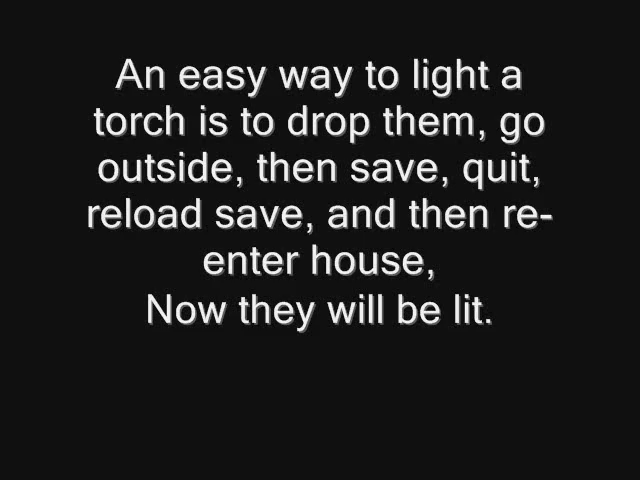 An easy way to light a
torch is to drop them, go
outside, then save, quit,
reload save, and then re-
enter house,
Now they will be lit.